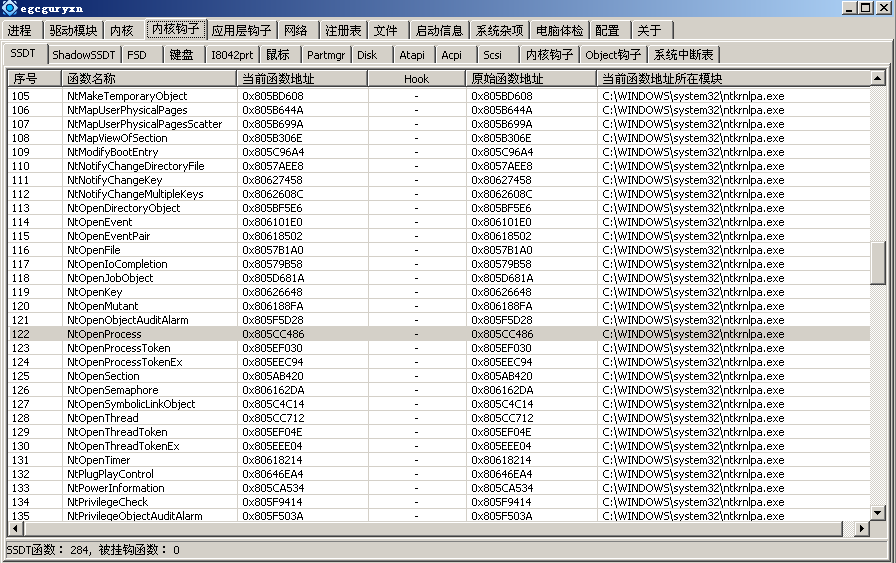 egcguryxn
进程 驱动模块 内核 内核钩子 应用层钩子 网络 注册表 文件 启动信息 系统杂项 电脑体检 配置 关于
SSDT ShadowSSDT FSD 键盘 I8042prt 鼠标 Partmgr Disk Atapi Acpi Scsi 内核钩子 Object钩子 系统中断表
序号 函数名称 当前函数地址 Hook 原始函数地址 当前函数地址所在模块
105 NtMakeTemporaryObject 0x805BD608 - 0x805BD608 C:\WINDOWS\system32\ntkrnlpa.exe
106 NtMapUserPhysicalPages 0x805B644A - 0x805B644A C:\WINDOWS\system32\ntkrnlpa.exe
107 NtMapUserPhysicalPagesScatter 0x805B699A - 0x805B699A C:\WINDOWS\system32\ntkrnlpa.exe
108 NtMapViewOfSection 0x805B306E - 0x805B306E C:\WINDOWS\system32\ntkrnlpa.exe
109 NtModifyBootEntry 0x805C96A4 - 0x805C96A4 C:\WINDOWS\system32\ntkrnlpa.exe
110 NtNotifyChangeDirectoryFile 0x8057AEE8 - 0x8057AEE8 C:\WINDOWS\system32\ntkrnlpa.exe
111 NtNotifyChangeKey 0x80627458 - 0x80627458 C:\WINDOWS\system32\ntkrnlpa.exe
112 NtNotifyChangeMultipleKeys 0x8062608C - 0x8062608C C:\WINDOWS\system32\ntkrnlpa.exe
113 NtOpenDirectoryObject 0x805BF5E6 - 0x805BF5E6 C:\WINDOWS\system32\ntkrnlpa.exe
114 NtOpenEvent 0x806101E0 - 0x806101E0 C:\WINDOWS\system32\ntkrnlpa.exe
115 NtOpenEventPair 0x80618502 - 0x80618502 C:\WINDOWS\system32\ntkrnlpa.exe
116 NtOpenFile 0x8057B1A0 - 0x8057B1A0 C:\WINDOWS\system32\ntkrnlpa.exe
117 NtOpenIoCompletion 0x80579B58 - 0x80579B58 C:\WINDOWS\system32\ntkrnlpa.exe
118 NtOpenJobObject 0x805D681A - 0x805D681A C:\WINDOWS\system32\ntkrnlpa.exe
119 NtOpenKey 0x80626648 - 0x80626648 C:\WINDOWS\system32\ntkrnlpa.exe
120 NtOpenMutant 0x806188FA - 0x806188FA C:\WINDOWS\system32\ntkrnlpa.exe
121 NtOpenObjectAuditAlarm 0x805F5D28 - 0x805F5D28 C:\WINDOWS\system32\ntkrnlpa.exe
122 NtOpenProcess 0x805CC486 - 0x805CC486 C:\WINDOWS\system32\ntkrnlpa.exe
123 NtOpenProcessToken 0x805EF030 - 0x805EF030 C:\WINDOWS\system32\ntkrnlpa.exe
124 NtOpenProcessTokenEx 0x805EEC94 - 0x805EEC94 C:\WINDOWS\system32\ntkrnlpa.exe
125 NtOpenSection 0x805AB420 - 0x805AB420 C:\WINDOWS\system32\ntkrnlpa.exe
126 NtOpenSemaphore 0x806162DA - 0x806162DA C:\WINDOWS\system32\ntkrnlpa.exe
127 NtOpenSymbolicLinkObject 0x805C4C14 - 0x805C4C14 C:\WINDOWS\system32\ntkrnlpa.exe
128 NtOpenThread 0x805CC712 - 0x805CC712 C:\WINDOWS\system32\ntkrnlpa.exe
129 NtOpenThreadToken 0x805EF04E - 0x805EF04E C:\WINDOWS\system32\ntkrnlpa.exe
130 NtOpenThreadTokenEx 0x805EEE04 - 0x805EEE04 C:\WINDOWS\system32\ntkrnlpa.exe
131 NtOpenTimer 0x80618214 - 0x80618214 C:\WINDOWS\system32\ntkrnlpa.exe
132 NtPlugPlayControl 0x80646EA4 - 0x80646EA4 C:\WINDOWS\system32\ntkrnlpa.exe
133 NtPowerInformation 0x805CA534 - 0x805CA534 C:\WINDOWS\system32\ntkrnlpa.exe
134 NtPrivilegeCheck 0x805F9414 - 0x805F9414 C:\WINDOWS\system32\ntkrnlpa.exe
135 NtPrivilegeObjectAuditAlarm 0x805F503A - 0x805F503A C:\WINDOWS\system32\ntkrnlpa.exe
SSDT函数： 284, 被挂钩函数： 0